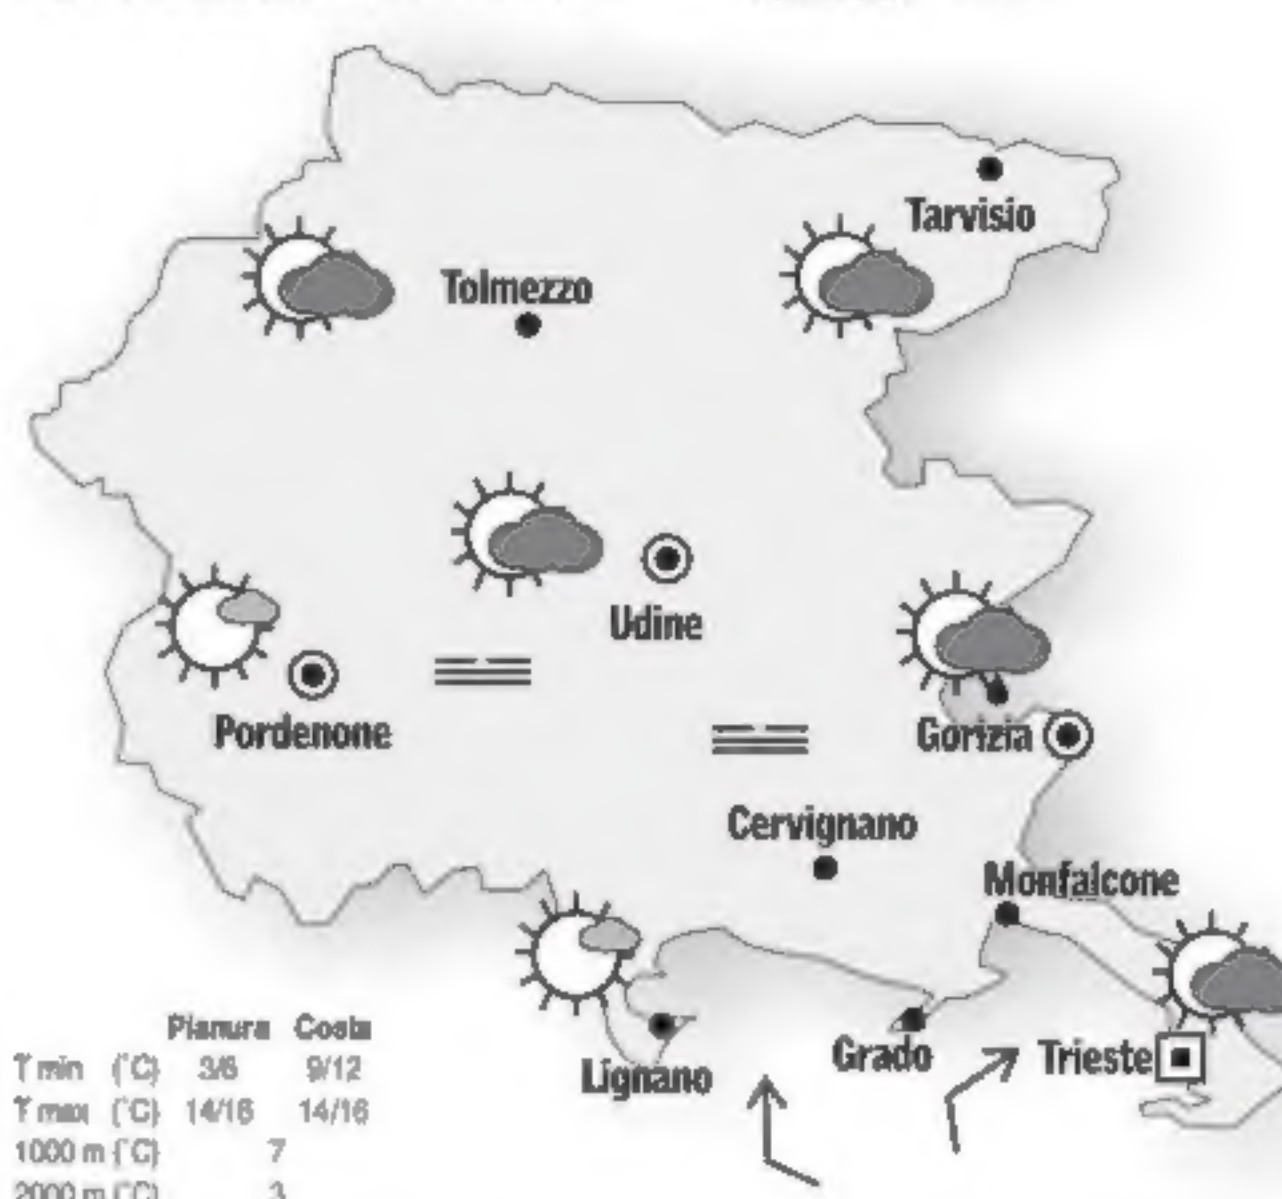 Tarvisio
Tolmezzo
Udine
Pordenone
Gorizia
Cervignano
Monfalcone
Grado
Trieste
Lignano
Pianura Costa
T min (°C) 3/6 9/12
T max (°C) 14/16 14/16
1000 m (°C) 7
2000 m (°C) 3